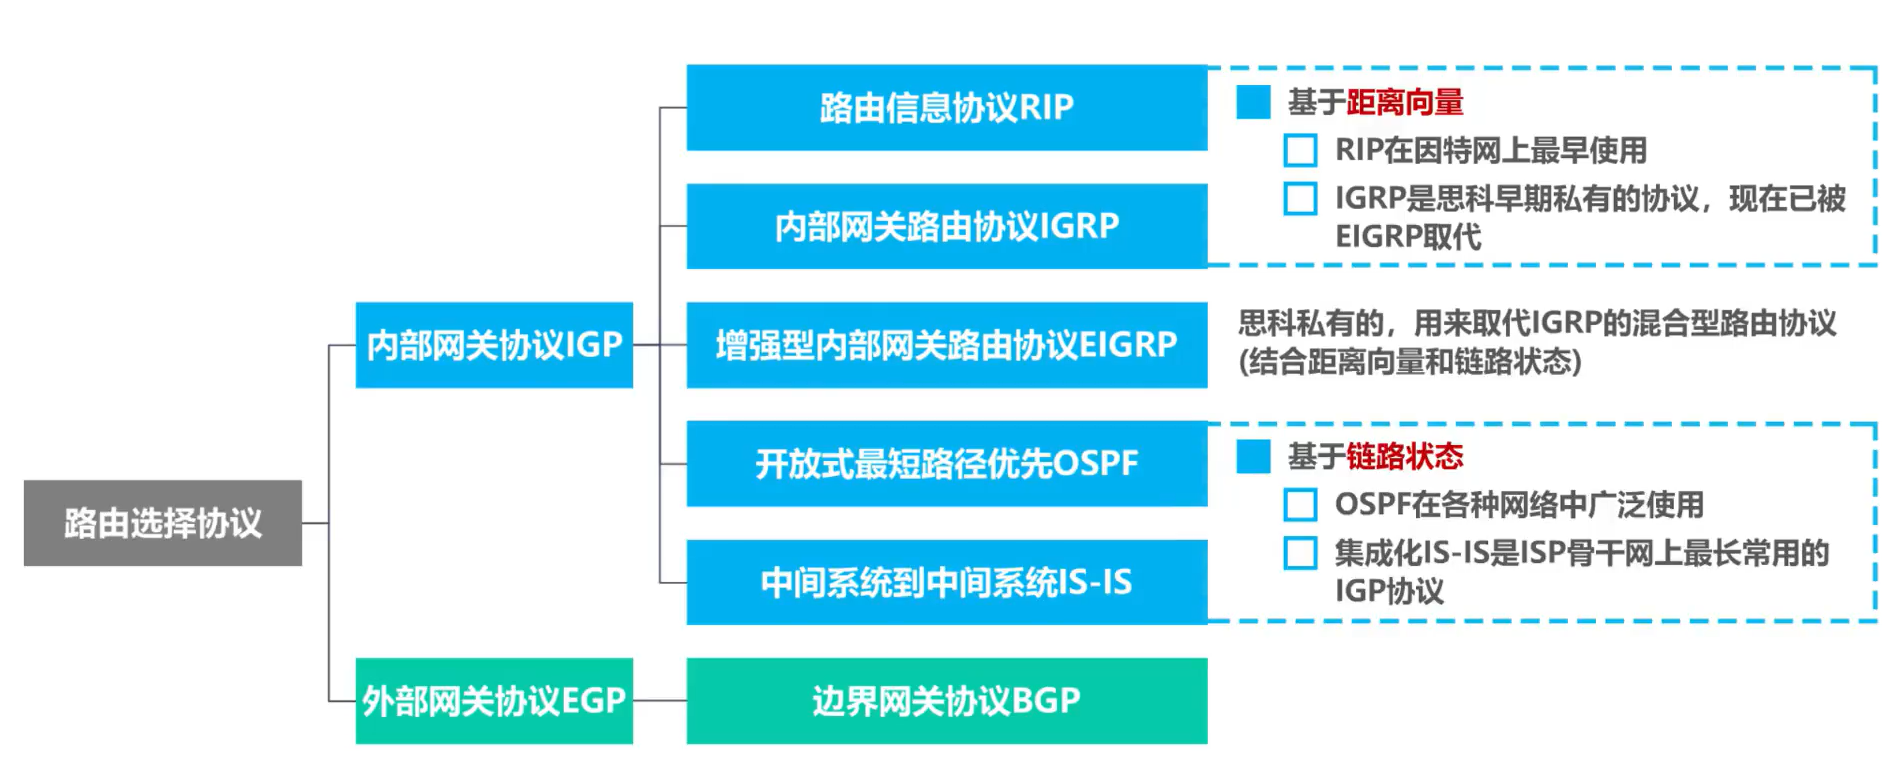 路由信息协议RIP
基于距离向量
RIP在因特网上最早使用
内部网关路由协议IGRP
IGRP是思科早期私有的协议，现在已被
EIGRP取代
内部网关协议IGP
增强型内部网关路由协议EIGRP
思科私有的，用来取代IGRP的混合型路由协议
(结合距离向量和链路状态)
开放式最短路径优先OSPF
基于链路状态
OSPF在各种网络中广泛使用
路由选择协议
中间系统到中间系统IS-IS
集成化IS-IS是ISP骨干网上最长常用的
IGP协议
外部网关协议EGP
边界网关协议BGP